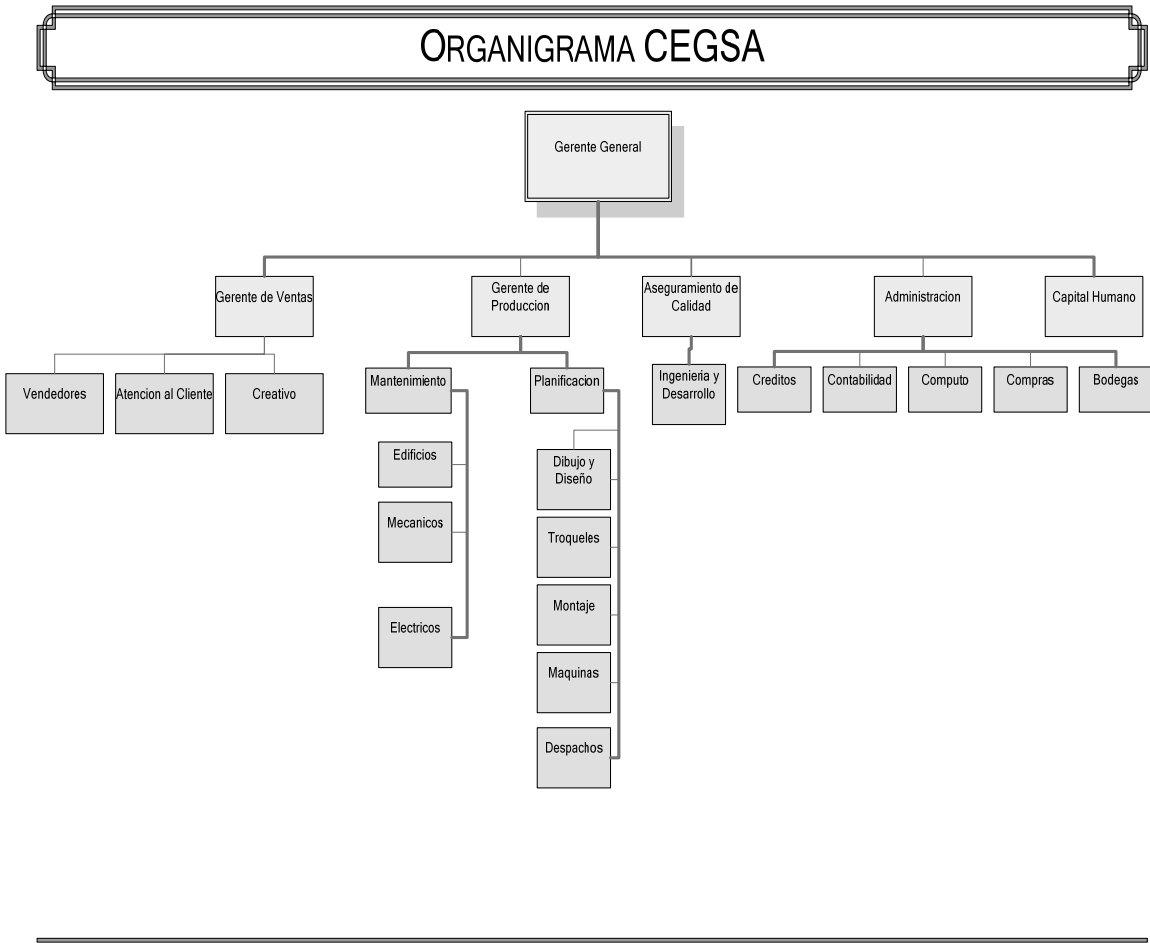 ORGANIGRAMA CEGSA
Gerente General
Gerente de Ventas
Gerente de
Produccion
Aseguramiento de
Calidad
Administracion
Capital Humano
Vendedores
Atencion al Cliente
Creativo
Mantenimiento
Planificacion
Ingenieria y
Desarrollo
Creditos
Contabilidad
Computo
Compras
Bodegas
Edificios
Mecanicos
Electricos
Dibujo y
Diseño
Troqueles
Montaje
Maquinas
Despachos